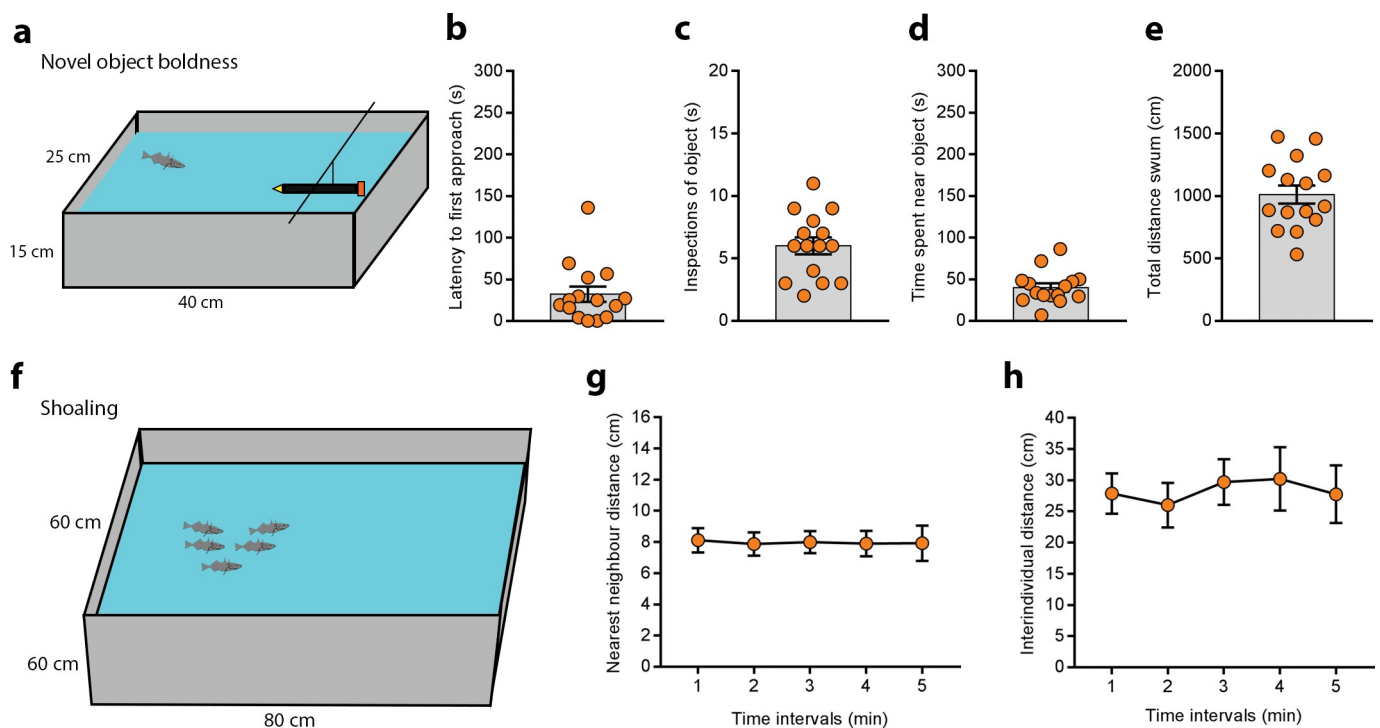 a
Novel object boldness
25 cm
15 cm
40 cm
b
Latency to first approach (s)
300
250
200
150
100
50
0
c
Inspections of object (s)
20
15
10
5
0
d
Time spent near object (s)
300
250
200
150
100
50
0
e
Total distance swum (cm)
2000
1500
1000
500
0
f
Shoaling
60 cm
60 cm
80 cm
g
Nearest neighbour distance (cm)
16
14
12
10
8
6
4
2
0
1 2 3 4 5
Time intervals (min)
h
Interindividual distance (cm)
40
35
30
25
20
15
10
5
0
1 2 3 4 5
Time intervals (min)